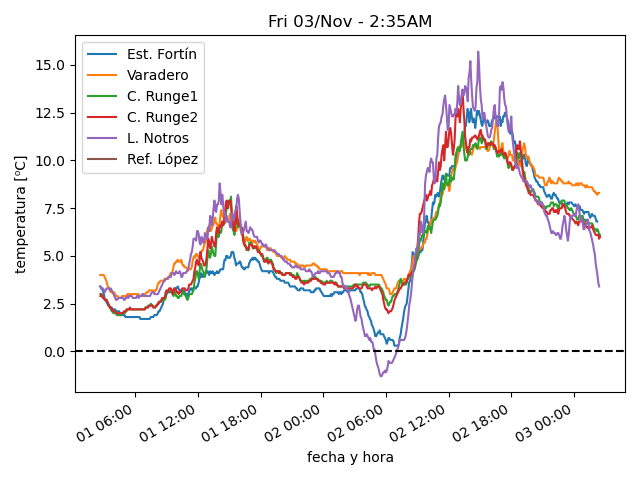 Fri 03/Nov - 2:35AM
temperatura [ºC]
15.0
12.5
10.0
7.5
5.0
2.5
0.0
Est. Fortín
Varadero
C. Runge1
C. Runge2
L. Notros
Ref. López
01 06:00
01 12:00
01 18:00
02 00:00
02 06:00
02 12:00
02 18:00
03 00:00
fecha y hora